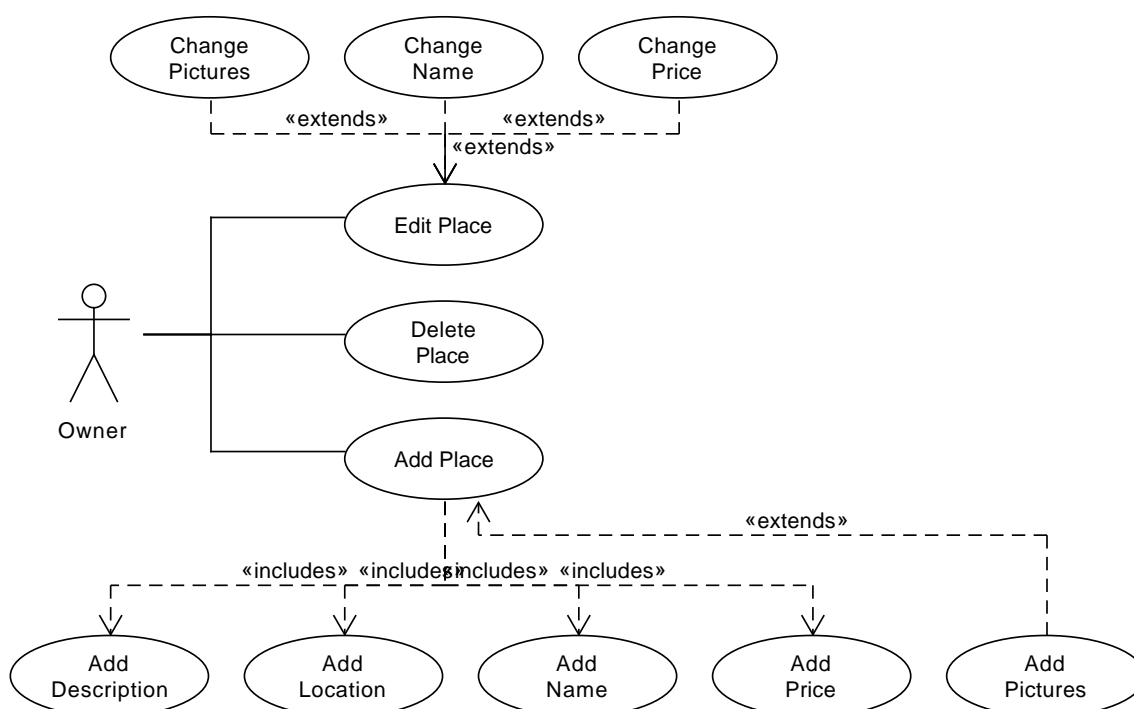 Change
Pictures
Change
Name
Change
Price
«extends»
«extends»
«extends»
Edit Place
Delete
Place
Owner
Add Place
«extends»
«includes»
«includes»
«includes»
«includes»
Add
Description
Add
Location
Add
Name
Add
Price
Add
Pictures